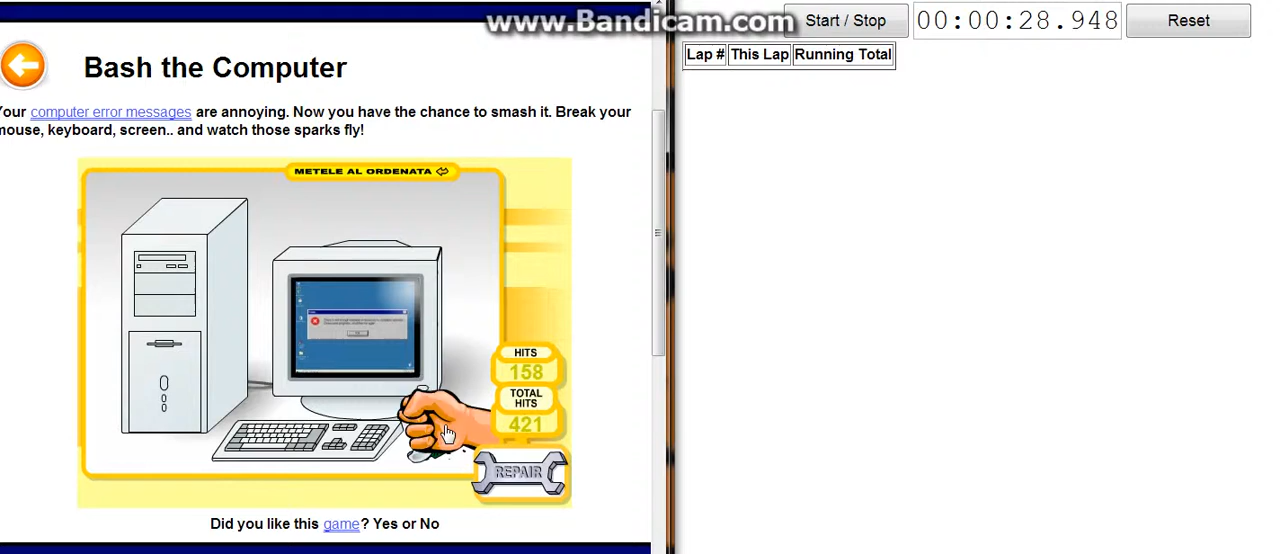 www.Bandicam.com
Start / Stop
00:00:28.948
Reset
Lap # This Lap Running Total
Bash the Computer
Your computer error messages are annoying. Now you have the chance to smash it. Break your
mouse, keyboard, screen.. and watch those sparks fly!
METELE AL ORDENATA
HITS
158
TOTAL
HITS
421
REPAIR
Did you like this game? Yes or No